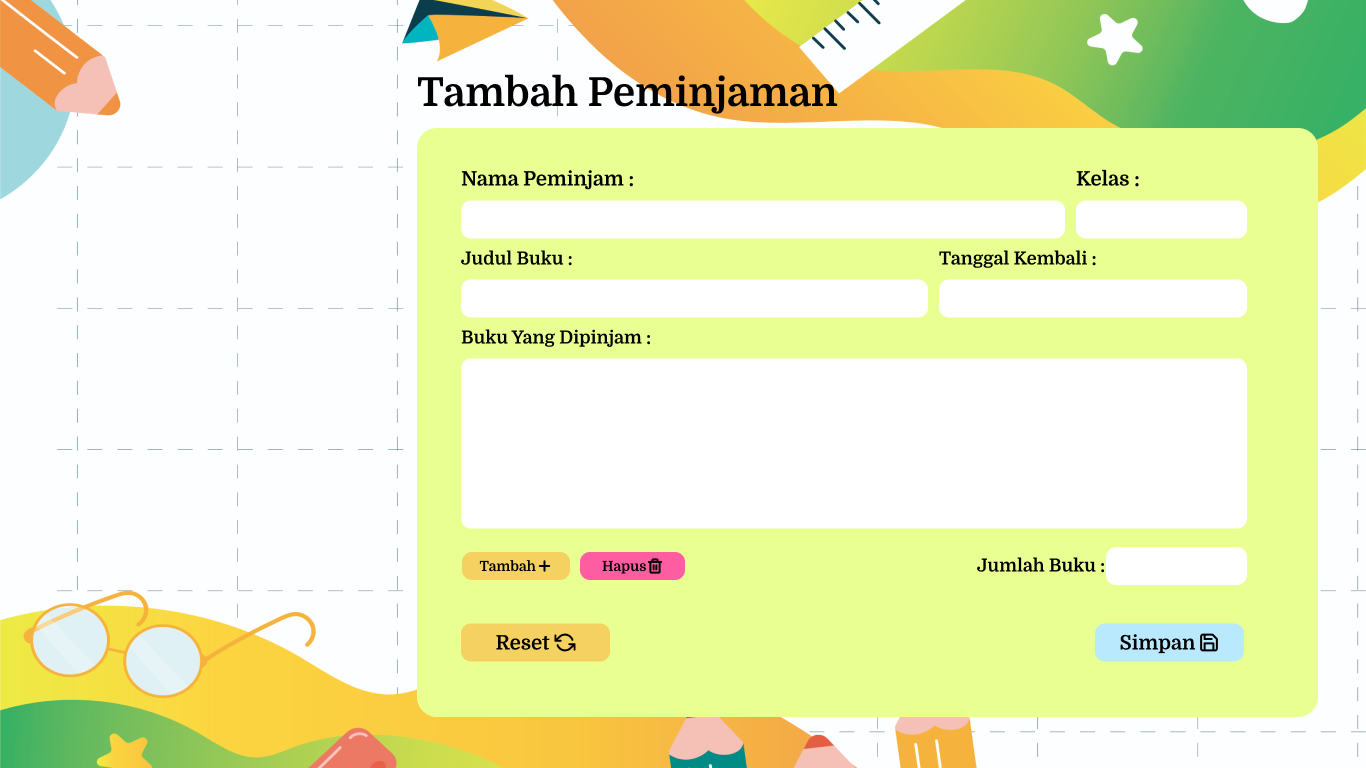 Tambah Peminjaman
Nama Peminjam :
Kelas :
Judul Buku :
Tanggal Kembali :
Buku Yang Dipinjam :
Tambah
Hapus
Jumlah Buku :
Reset
Simpan